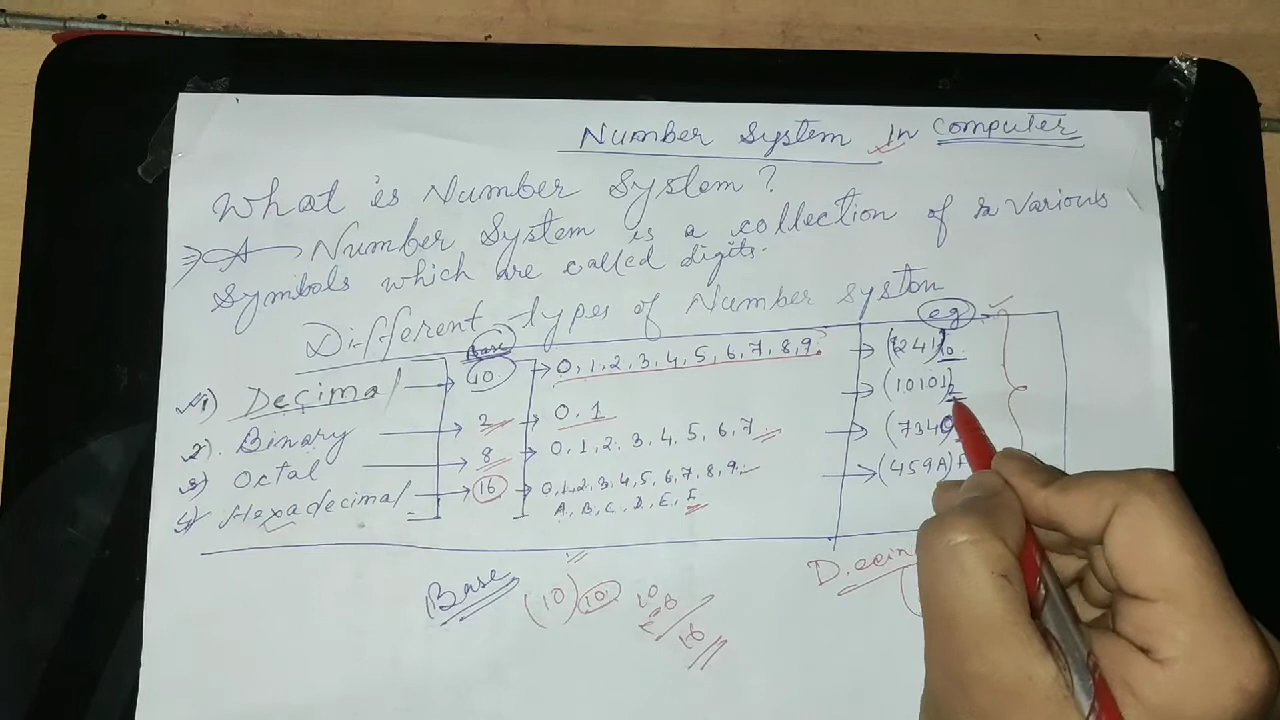 Number System in Computer
What is Number System?
⇒ A Number System is a collection of various
Symbols which are called digits.
Different types of Number system
Base eg
1) Decimal → 10 → 0,1,2,3,4,5,6,7,8,9. → (1241)10
2) Binary → 2 → 0,1 → (10101)2
3) Octal → 8 → 0,1,2,3,4,5,6,7 → (734
4) Hexadecimal → 16 → 0,1,2,3,4,5,6,7,8,9
A,B,C,D,E,F → (459A)
Base (10)10 10
16
Decim